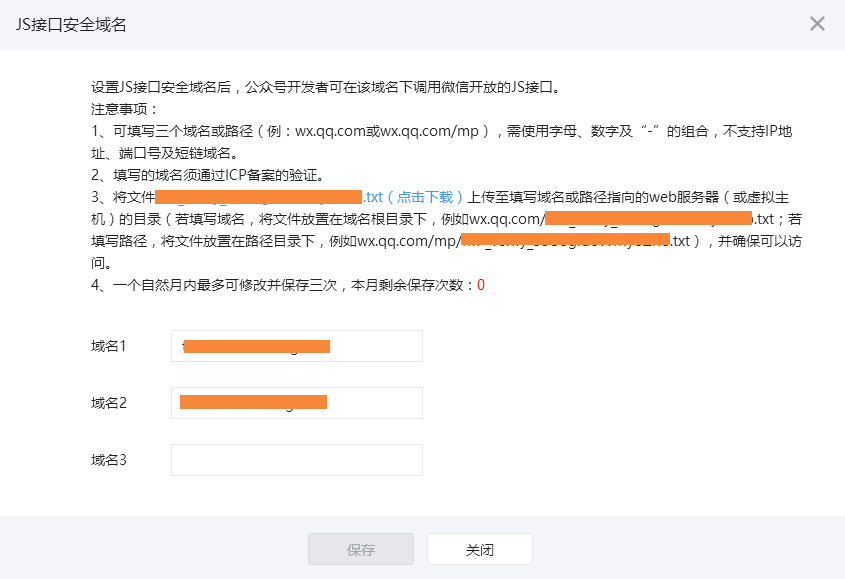 JS接口安全域名
设置JS接口安全域名后，公众号开发者可在该域名下调用微信开放的JS接口。
注意事项：
1、可填写三个域名或路径（例：wx.qq.com或wx.qq.com/mp），需使用字母、数字及“-”的组合，不支持IP地
址、端口号及短链域名。
2、填写的域名须通过ICP备案的验证。
3、将文件.txt（点击下载）上传至填写域名或路径指向的web服务器（或虚拟主
机）的目录（若填写域名，将文件放置在域名根目录下，例如wx.qq.com/.txt；若
填写路径，将文件放置在路径目录下，例如wx.qq.com/mp/.txt），并确保可以访
问。
4、一个自然月内最多可修改并保存三次，本月剩余保存次数：0
域名1
域名2
域名3
保存 关闭